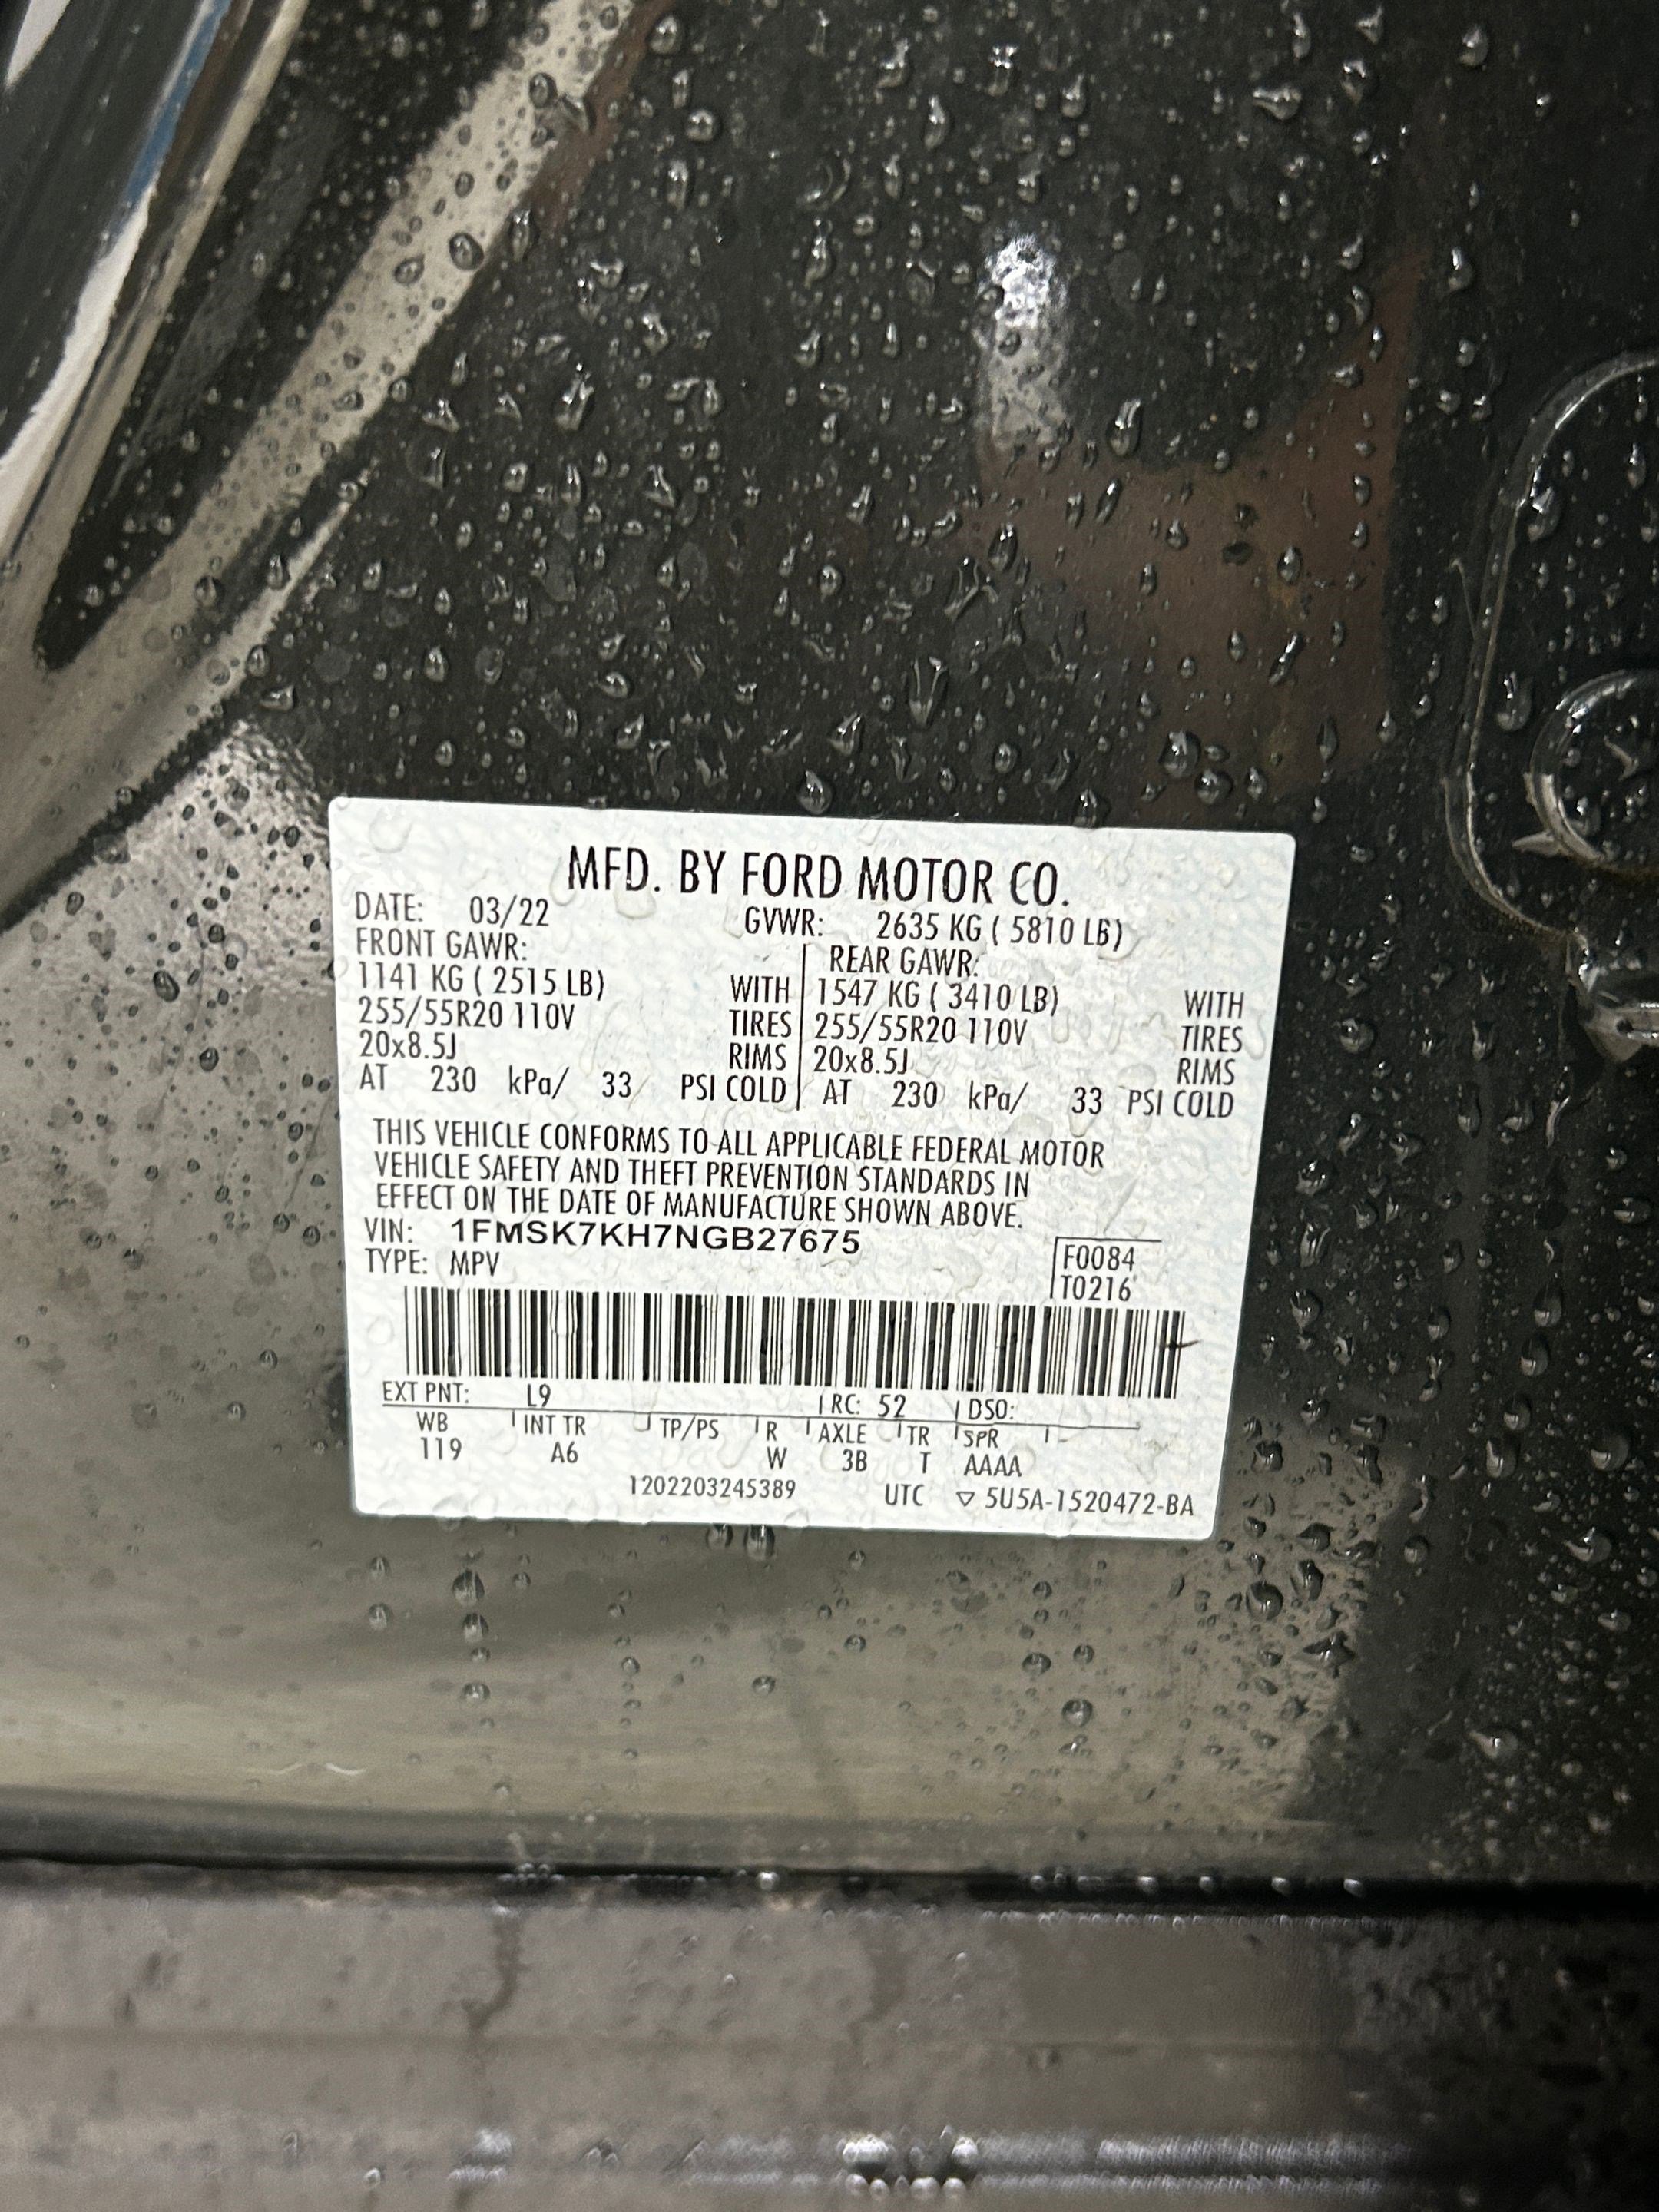 MFD. BY FORD MOTOR CO.
DATE: 03/22 GVWR: 2635 KG ( 5810 LB)
FRONT GAWR: REAR GAWR:
1141 KG ( 2515 LB) WITH 1547 KG ( 3410 LB) WITH
255/55R20 110V TIRES 255/55R20 110V TIRES
20x8.5J RIMS 20x8.5J RIMS
AT 230 kPa/ 33 PSI COLD AT 230 kPa/ 33 PSI COLD
THIS VEHICLE CONFORMS TO ALL APPLICABLE FEDERAL MOTOR
VEHICLE SAFETY AND THEFT PREVENTION STANDARDS IN
EFFECT ON THE DATE OF MANUFACTURE SHOWN ABOVE.
VIN: 1FMSK7KH7NGB27675
TYPE: MPV
F0084
T0216
EXT PNT: L9 RC: 52 DSO:
WB INT TR TP/PS R AXLE TR SPR
119 A6 W 3B T AAAA
1202203245389 UTC ▽ 5U5A-1520472-BA